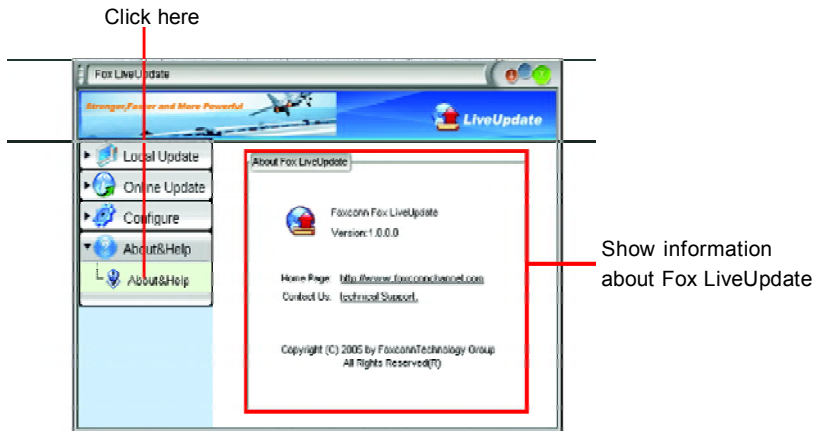 Click here
Fox LiveUpdate
Stronger,Faster and More Powerful
LiveUpdate
Local Update
Online Update
Configure
About&Help
About&Help
About Fox LiveUpdate
Foxconn Fox LiveUpdate
Version:1.0.0.0
Home Page: http://www.foxconnchannel.com
Contact Us: technical Support.
Copyright (C) 2005 by FoxconnTechnology Group
All Rights Reserved(R)
Show information
about Fox LiveUpdate